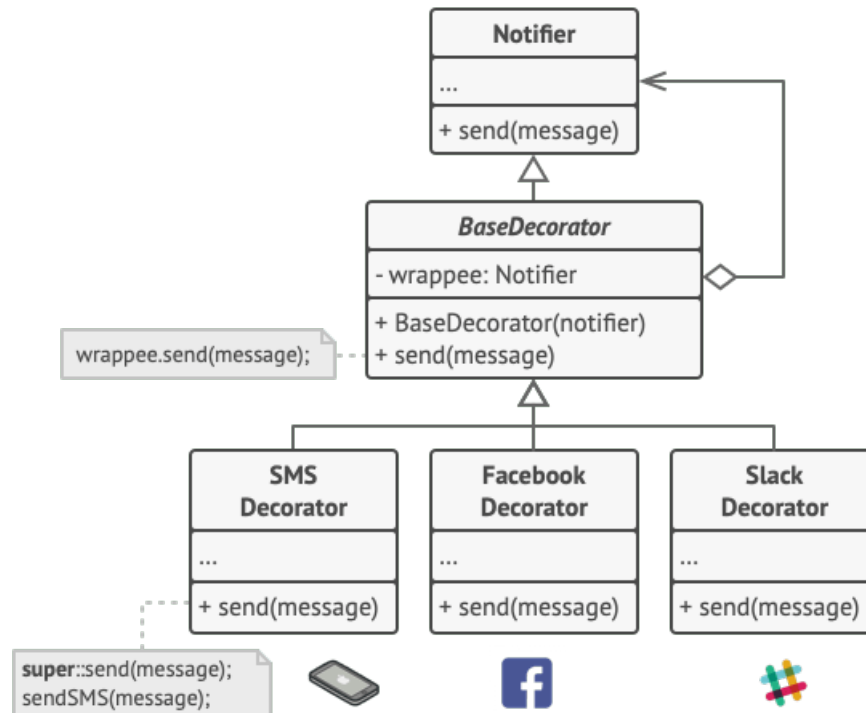 Notifier
...
+ send(message)
BaseDecorator
- wrappee: Notifier
+ BaseDecorator(notifier)
+ send(message)
wrappee.send(message);
SMS
Decorator
...
+ send(message)
Facebook
Decorator
...
+ send(message)
Slack
Decorator
...
+ send(message)
super::send(message);
sendSMS(message);